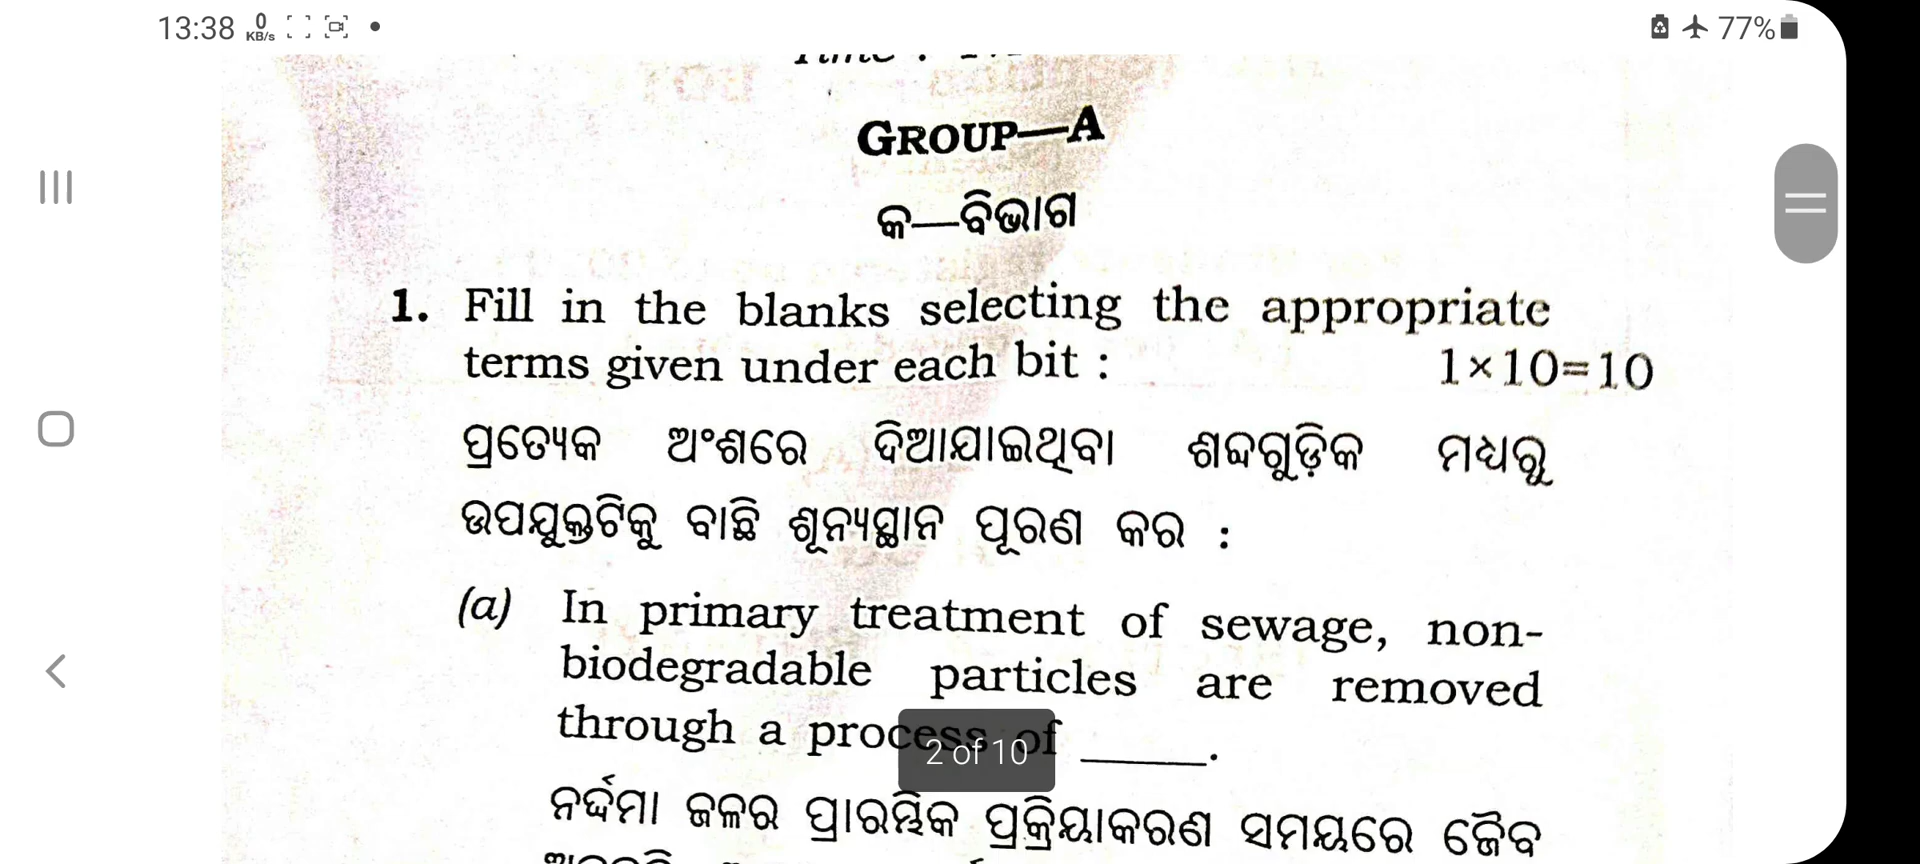 13:38 0 KB/s 77%
GROUP—A
କ—ବିଭାଗ
1. Fill in the blanks selecting the appropriate
terms given under each bit : 1×10=10
ପ୍ରତ୍ୟେକ ଅଂଶରେ ଦିଆଯାଇଥିବା ଶବ୍ଦଗୁଡ଼ିକ ମଧ୍ୟରୁ
ଉପଯୁକ୍ତଟିକୁ ବାଛି ଶୂନ୍ୟସ୍ଥାନ ପୂରଣ କର :
(a) In primary treatment of sewage, non-
biodegradable particles are removed
through a process of _____.
2 of 10
ନର୍ଦ୍ଦମା ଜଳର ପ୍ରାରମ୍ଭିକ ପ୍ରକ୍ରିୟାକରଣ ସମୟରେ ଜୈବ